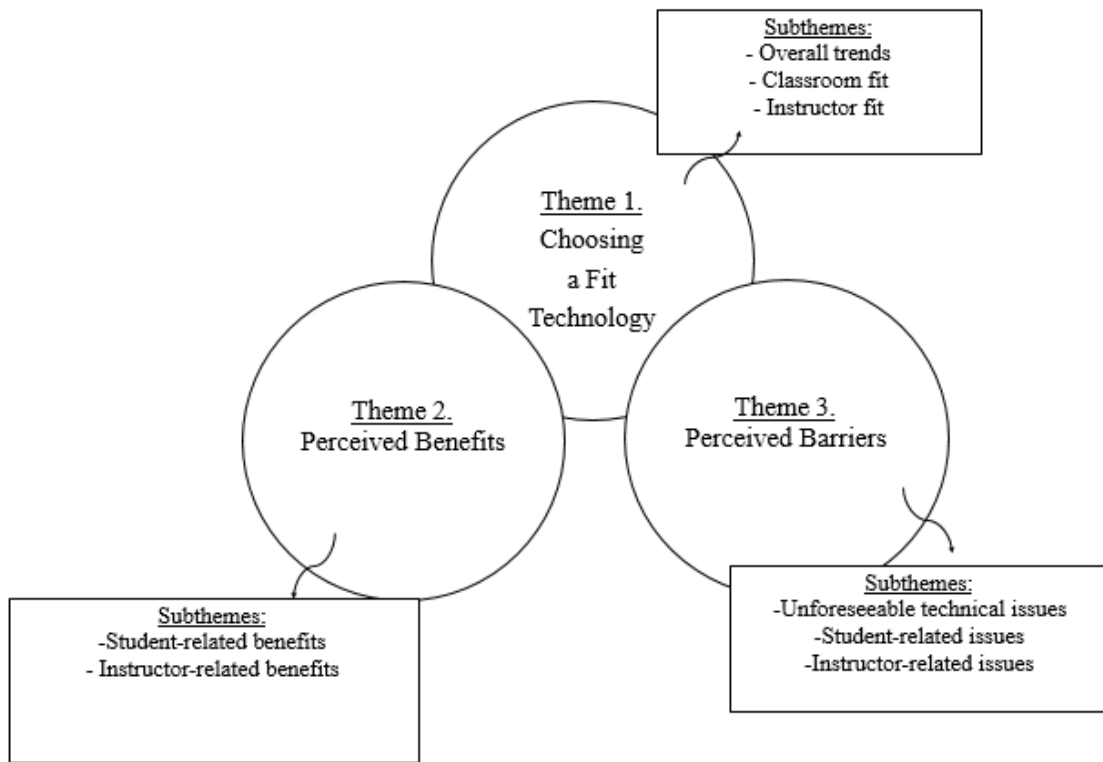 Subthemes:
- Overall trends
- Classroom fit
- Instructor fit
Theme 1.
Choosing
a Fit
Technology
Theme 2.
Perceived Benefits
Theme 3.
Perceived Barriers
Subthemes:
-Student-related benefits
- Instructor-related benefits
Subthemes:
-Unforeseeable technical issues
-Student-related issues
-Instructor-related issues